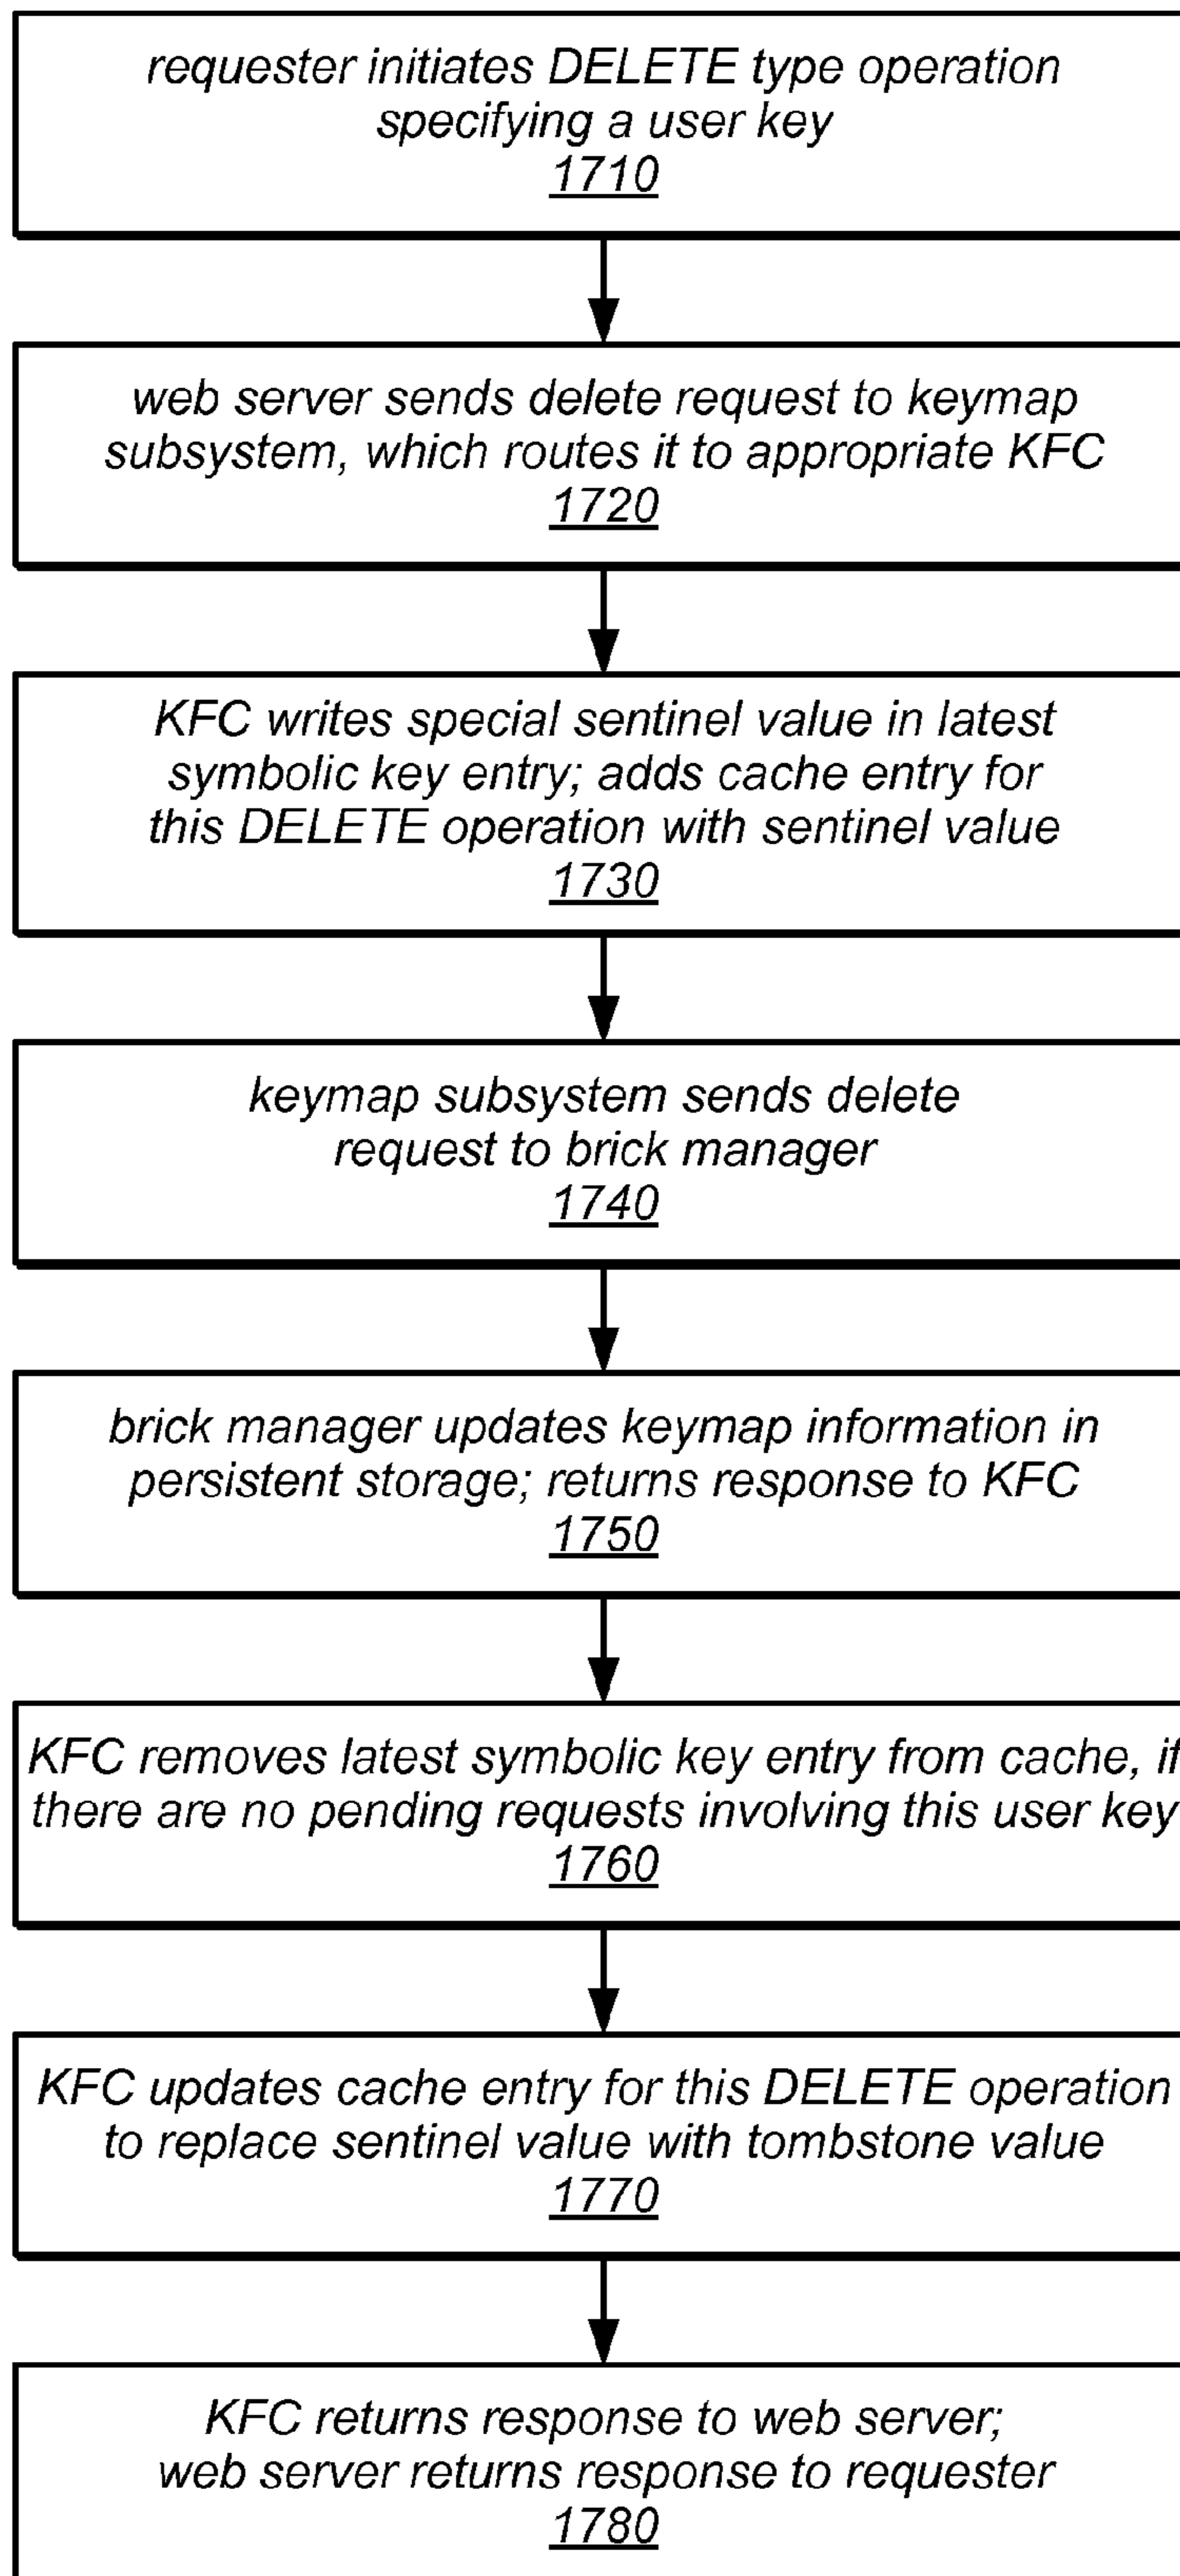 requester initiates DELETE type operation
specifying a user key
1710
web server sends delete request to keymap
subsystem, which routes it to appropriate KFC
1720
KFC writes special sentinel value in latest
symbolic key entry; adds cache entry for
this DELETE operation with sentinel value
1730
keymap subsystem sends delete
request to brick manager
1740
brick manager updates keymap information in
persistent storage; returns response to KFC
1750
KFC removes latest symbolic key entry from cache, if
there are no pending requests involving this user key
1760
KFC updates cache entry for this DELETE operation
to replace sentinel value with tombstone value
1770
KFC returns response to web server;
web server returns response to requester
1780